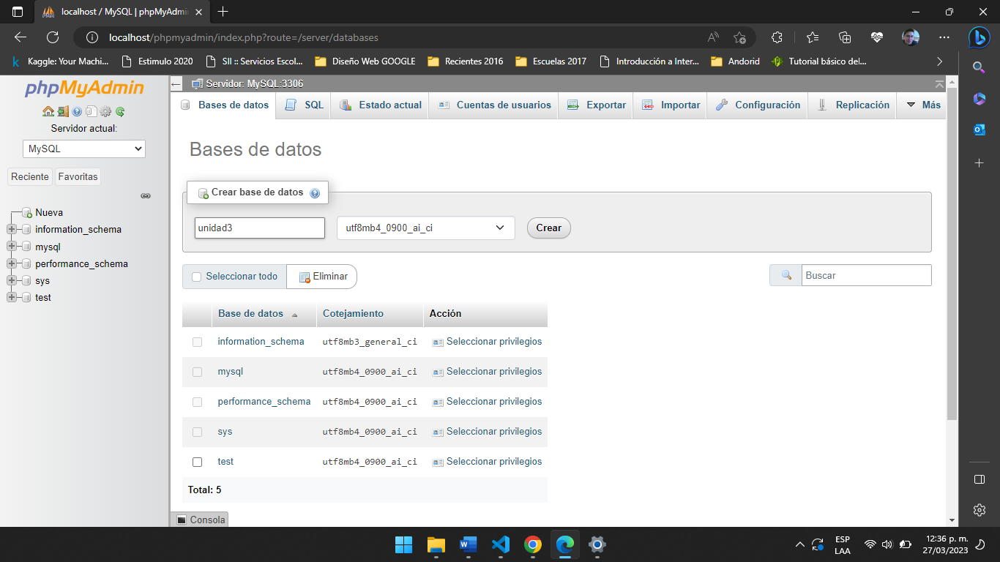 localhost / MySQL | phpMyAdmin
localhost/phpmyadmin/index.php?route=/server/databases
Kaggle: Your Machi...
Estimulo 2020
SII :: Servicios Escol...
Diseño Web GOOGLE
Recientes 2016
Escuelas 2017
Introducción a Inter...
Andorid
Tutorial básico del...
phpMyAdmin
Servidor actual:
MySQL
Reciente
Favoritas
Nueva
information_schema
mysql
performance_schema
sys
test
Servidor: MySQL:3306
Bases de datos
SQL
Estado actual
Cuentas de usuarios
Exportar
Importar
Configuración
Replicación
Más
Bases de datos
Crear base de datos
unidad3
utf8mb4_0900_ai_ci
Crear
Seleccionar todo
Eliminar
Buscar
Base de datos Cotejamiento Acción
information_schema utf8mb3_general_ci Seleccionar privilegios
mysql utf8mb4_0900_ai_ci Seleccionar privilegios
performance_schema utf8mb4_0900_ai_ci Seleccionar privilegios
sys utf8mb4_0900_ai_ci Seleccionar privilegios
test utf8mb4_0900_ai_ci Seleccionar privilegios
Total: 5
Consola
ESP
LAA
12:36 p. m.
27/03/2023